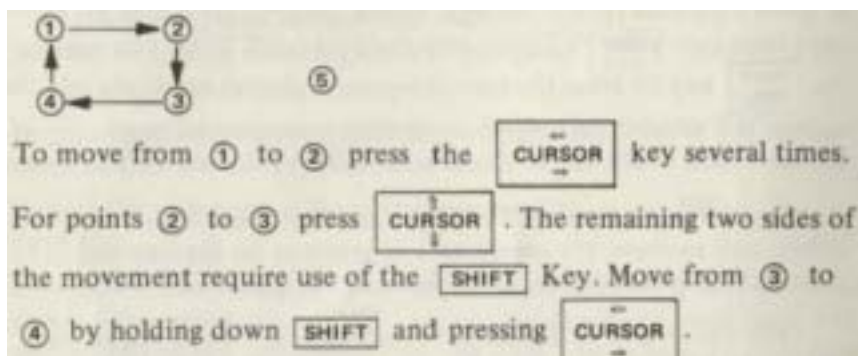 ① ②
④ ③ ⑤
To move from ① to ② press the ⇐ CURSOR ⇒ key several times.
For points ② to ③ press ⇑ CURSOR ⇓ . The remaining two sides of
the movement require use of the SHIFT Key. Move from ③ to
④ by holding down SHIFT and pressing ⇐ CURSOR ⇒ .